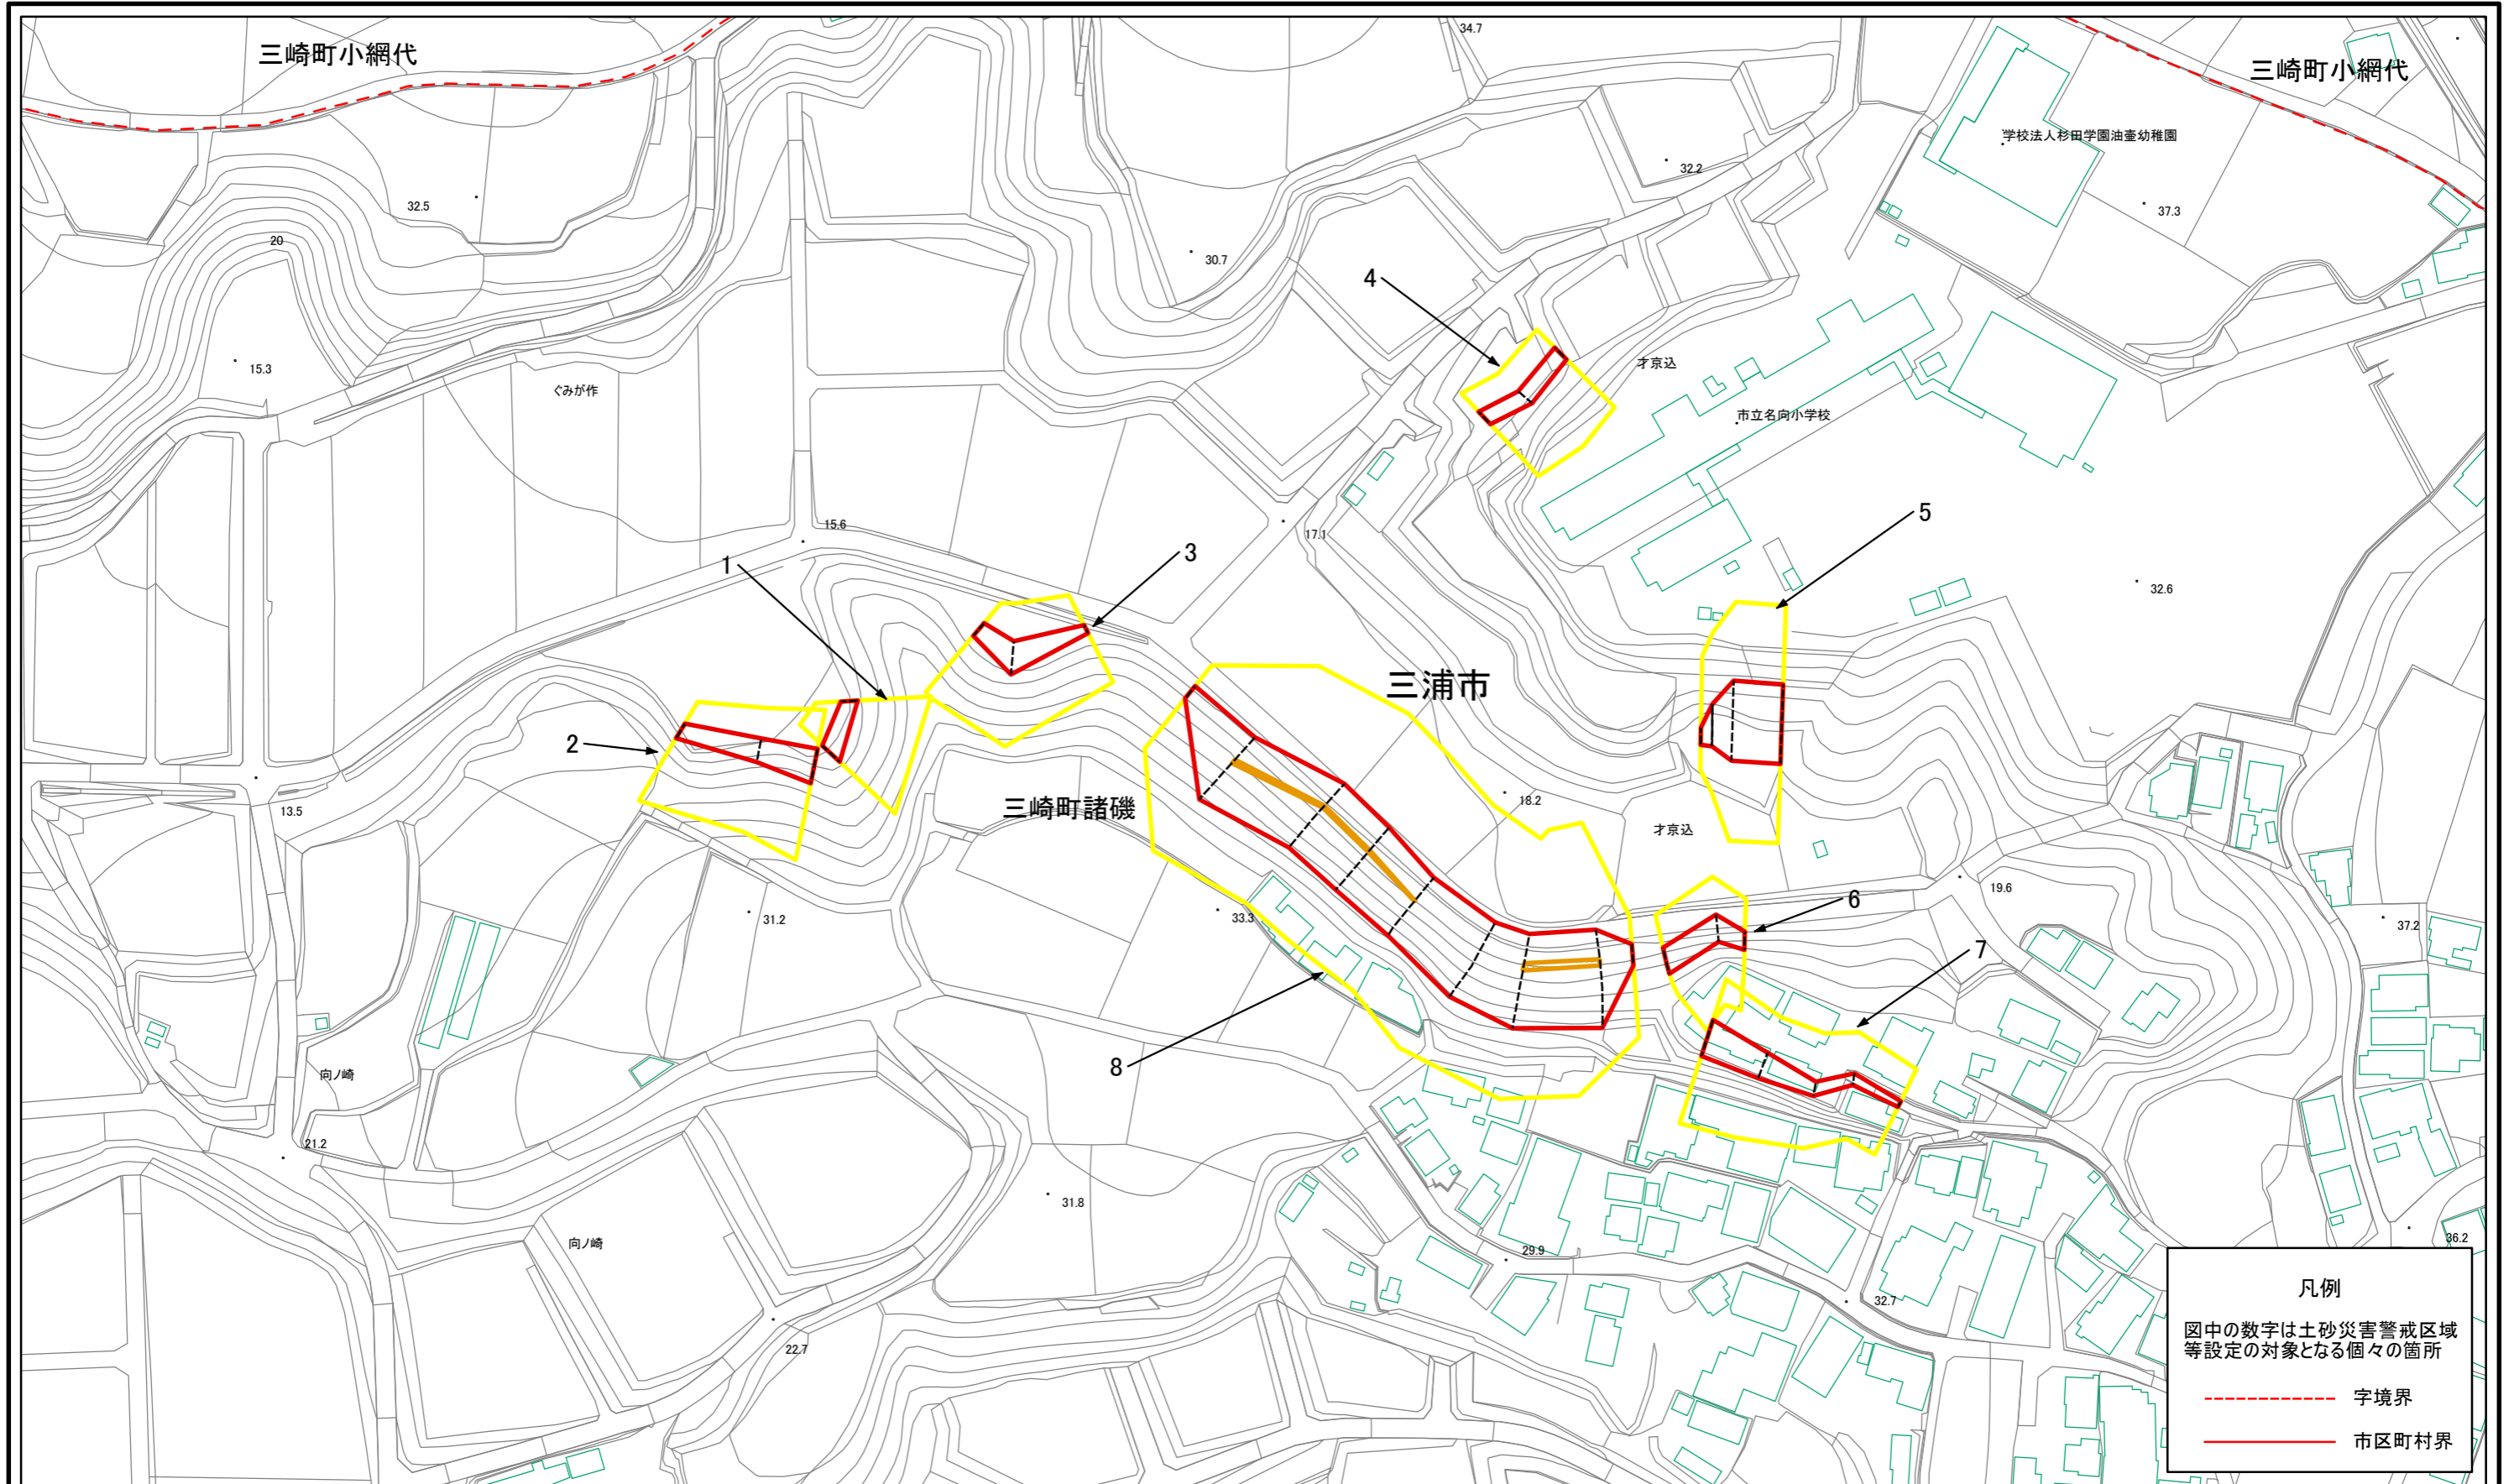 三崎町小網代
34.7
三崎町小網代
学校法人杉田学園油壷幼稚園
32.2
32.5
37.3
20
30.7
4
15.3
才京込
ぐみが作
市立名向小学校
5
15.6
17.1
3
1
32.6
三浦市
2
18.2
三崎町諸磯
13.5
才京込
19.6
6
31.2
33.3
37.2
7
8
向ノ崎
21.2
31.8
36.2
向ノ崎
29.9
32.7
22.7
凡例
図中の数字は土砂災害警戒区域
等設定の対象となる個々の箇所
字境界
市区町村界